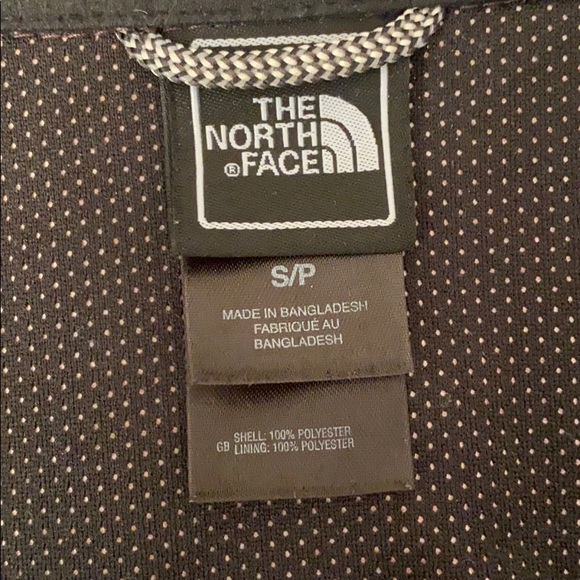 THE
NORTH
® FACE
S/P
MADE IN BANGLADESH
FABRIQUÉ AU
BANGLADESH
SHELL: 100% POLYESTER
GB LINING: 100% POLYESTER